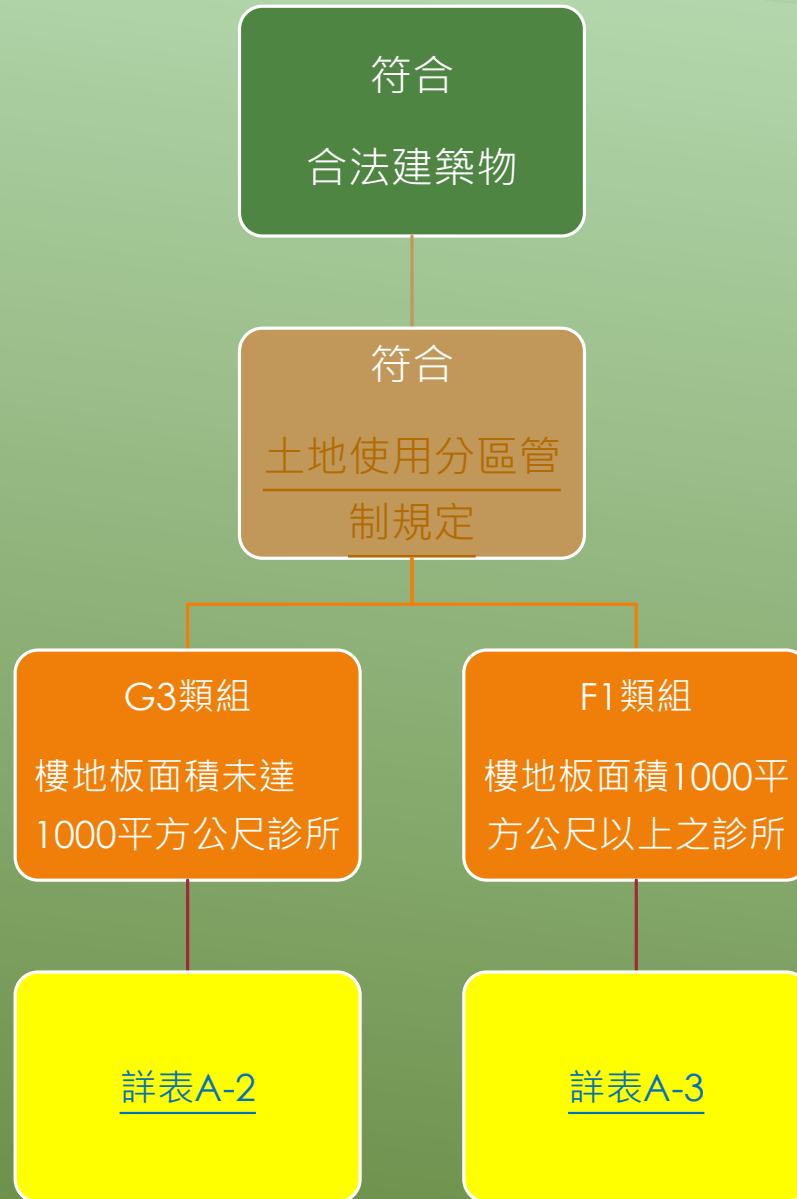 符合
合法建築物
符合
土地使用分區管
制規定
G3類組
樓地板面積未達
1000平方公尺診所
F1類組
樓地板面積1000平
方公尺以上之診所
詳表A-2
詳表A-3